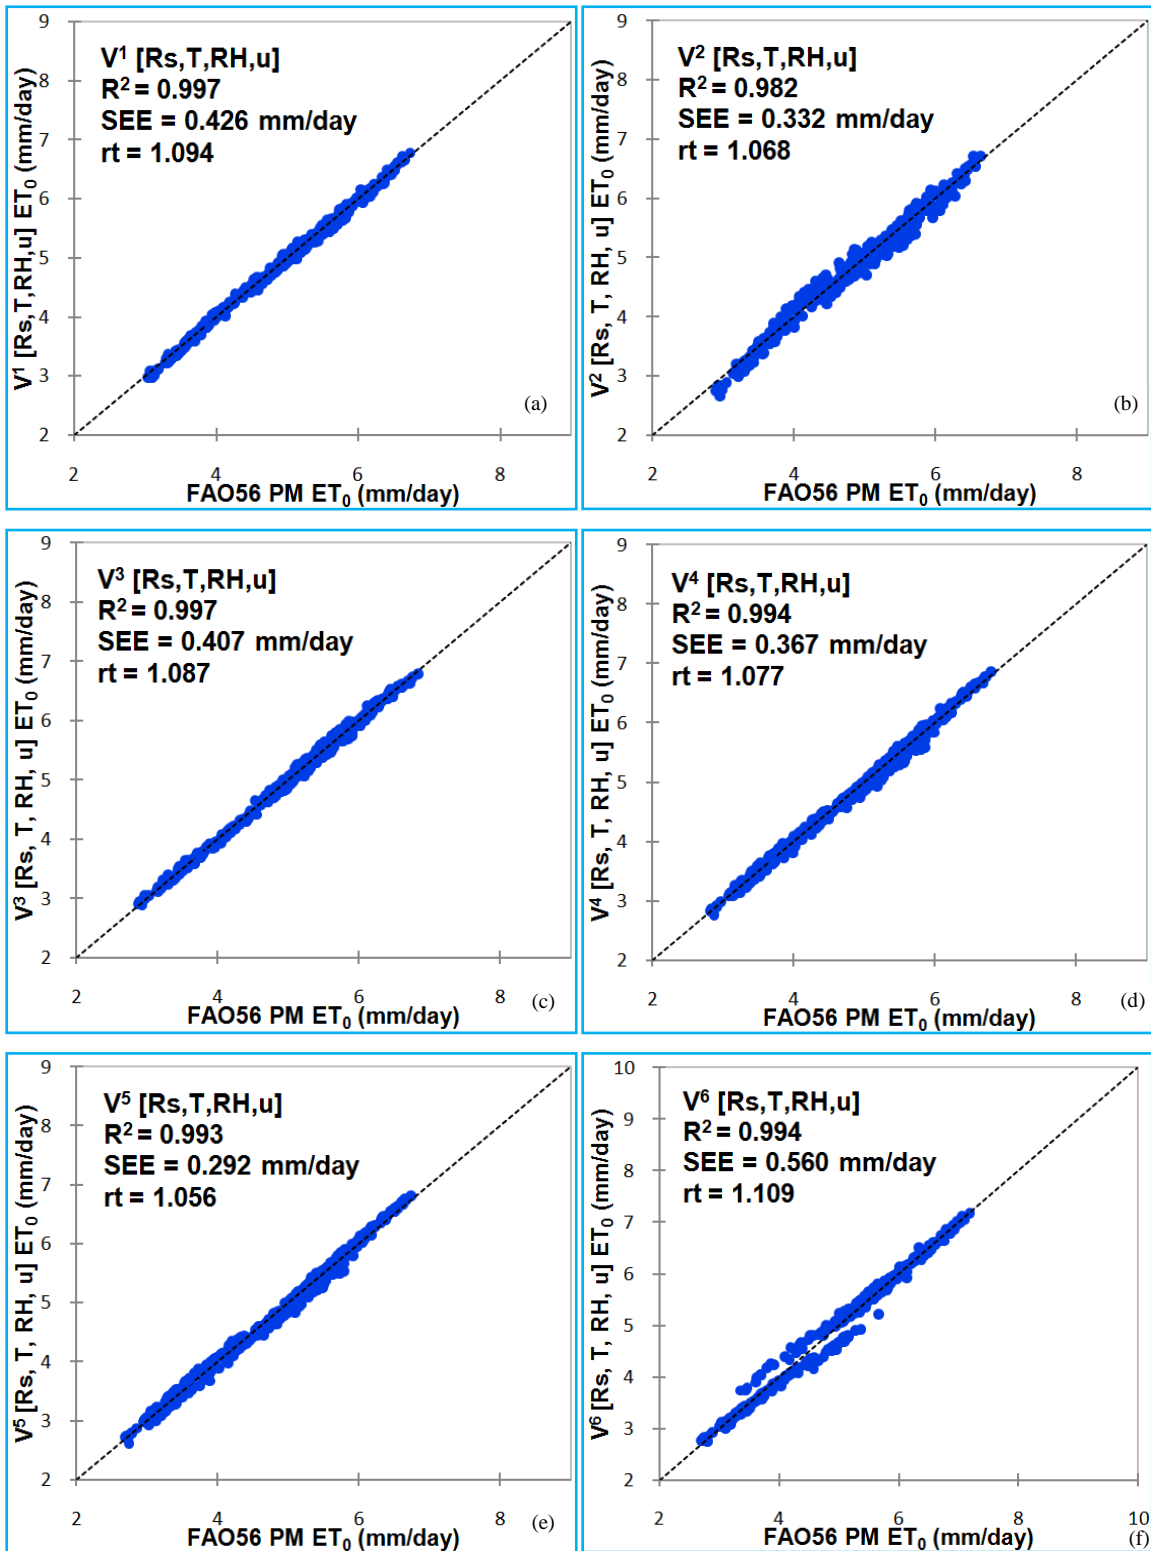 V¹ [Rs,T,RH,u] ET₀ (mm/day)
9
8
7
6
5
4
3
2
V¹ [Rs,T,RH,u]
R² = 0.997
SEE = 0.426 mm/day
rt = 1.094
(a)
2 4 6 8
FAO56 PM ET₀ (mm/day)
V² [Rs, T, RH, u] ET₀ (mm/day)
9
8
7
6
5
4
3
2
V² [Rs,T,RH,u]
R² = 0.982
SEE = 0.332 mm/day
rt = 1.068
(b)
2 4 6 8
FAO56 PM ET₀ (mm/day)
V³ [Rs, T, RH, u] ET₀ (mm/day)
9
8
7
6
5
4
3
2
V³ [Rs,T,RH,u]
R² = 0.997
SEE = 0.407 mm/day
rt = 1.087
2 4 6 8
FAO56 PM ET₀ (mm/day) (c)
V⁴ [Rs, T, RH, u] ET₀ (mm/day)
9
8
7
6
5
4
3
2
V⁴ [Rs,T,RH,u]
R² = 0.994
SEE = 0.367 mm/day
rt = 1.077
2 4 6 8
FAO56 PM ET₀ (mm/day) (d)
V⁵ [Rs, T, RH, u] ET₀ (mm/day)
9
8
7
6
5
4
3
2
V⁵ [Rs,T,RH,u]
R² = 0.993
SEE = 0.292 mm/day
rt = 1.056
2 4 6 8
FAO56 PM ET₀ (mm/day) (e)
V⁶ [Rs, T, RH, u] ET₀ (mm/day)
10
9
8
7
6
5
4
3
2
V⁶ [Rs,T,RH,u]
R² = 0.994
SEE = 0.560 mm/day
rt = 1.109
2 4 6 8 10
FAO56 PM ET₀ (mm/day) (f)